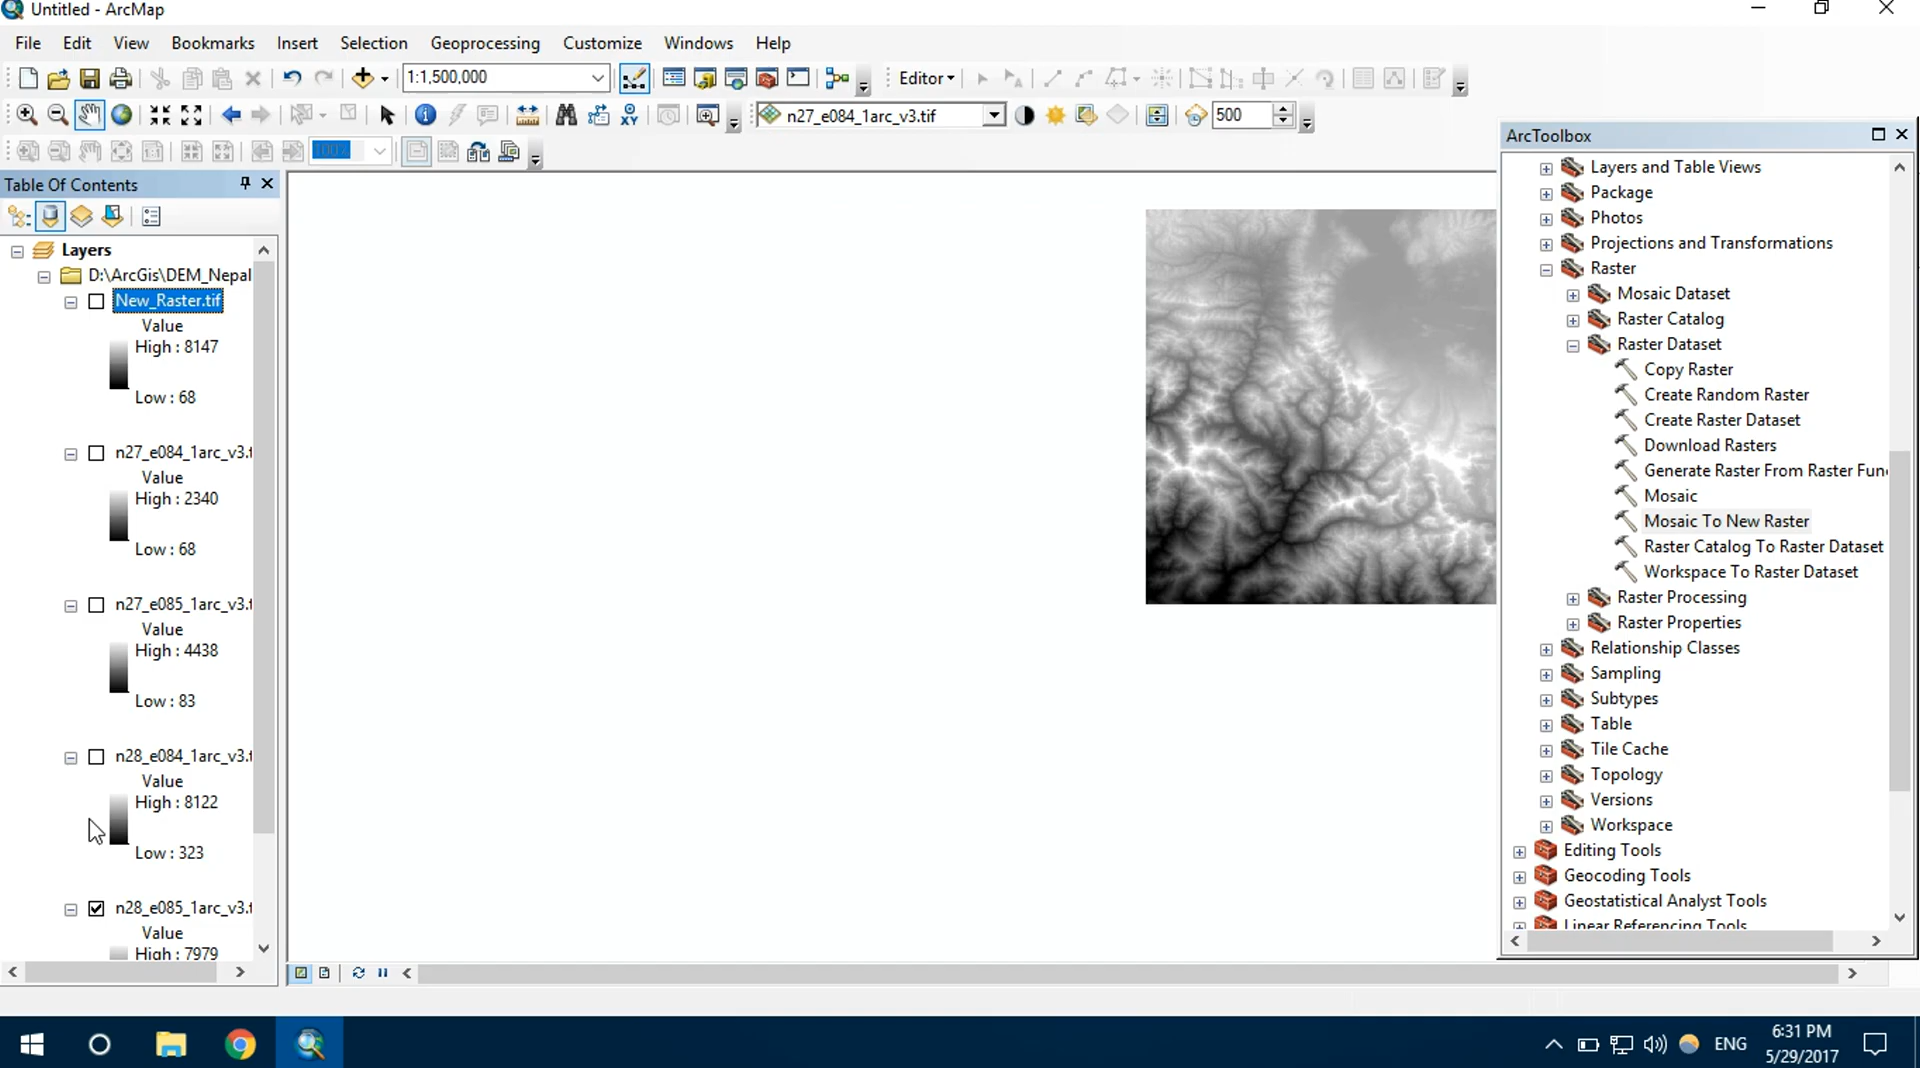 Untitled - ArcMap
File Edit View Bookmarks Insert Selection Geoprocessing Customize Windows Help
1:1,500,000
Editor
n27_e084_1arc_v3.tif
500
100%
Table Of Contents
Layers
D:\ArcGis\DEM_Nepal
New_Raster.tif
Value
High : 8147
Low : 68
n27_e084_1arc_v3.t
Value
High : 2340
Low : 68
n27_e085_1arc_v3.t
Value
High : 4438
Low : 83
n28_e084_1arc_v3.t
Value
High : 8122
Low : 323
n28_e085_1arc_v3.t
Value
High : 7979
ArcToolbox
Layers and Table Views
Package
Photos
Projections and Transformations
Raster
Mosaic Dataset
Raster Catalog
Raster Dataset
Copy Raster
Create Random Raster
Create Raster Dataset
Download Rasters
Generate Raster From Raster Fun
Mosaic
Mosaic To New Raster
Raster Catalog To Raster Dataset
Workspace To Raster Dataset
Raster Processing
Raster Properties
Relationship Classes
Sampling
Subtypes
Table
Tile Cache
Topology
Versions
Workspace
Editing Tools
Geocoding Tools
Geostatistical Analyst Tools
Linear Referencing Tools
ENG
6:31 PM
5/29/2017